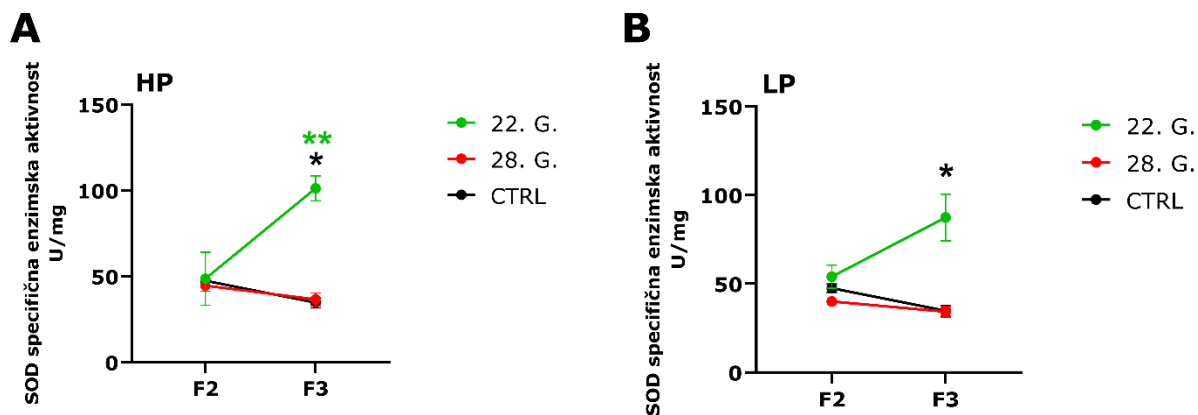 A
HP
SOD specifična enzimska aktivnost
U/mg
150
100
50
0
**
*
F2
F3
22. G.
28. G.
CTRL
B
LP
SOD specifična enzimska aktivnost
U/mg
150
100
50
0
*
F2
F3
22. G.
28. G.
CTRL